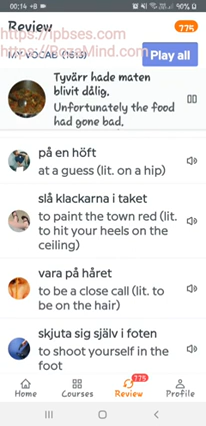 00:14 +B
90%
Review
775
https://lpbses.com
https://RozaMind.com
MY VOCAB (1613)
Play all
Tyvärr hade maten
blivit dålig.
Unfortunately the food
had gone bad.
på en höft
at a guess (lit. on a hip)
slå klackarna i taket
to paint the town red (lit.
to hit your heels on the
ceiling)
vara på håret
to be a close call (lit. to
be on the hair)
skjuta sig själv i foten
to shoot yourself in the
foot
775
Home Courses Review Profile